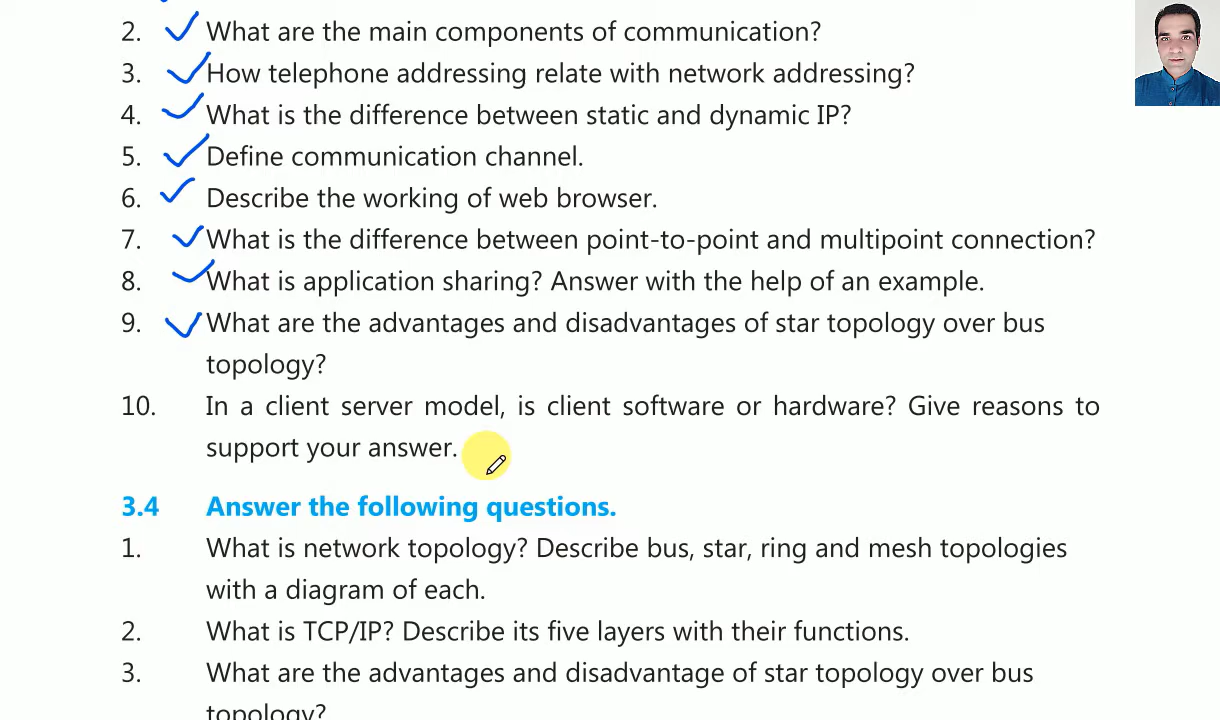 2. What are the main components of communication?
3. How telephone addressing relate with network addressing?
4. What is the difference between static and dynamic IP?
5. Define communication channel.
6. Describe the working of web browser.
7. What is the difference between point-to-point and multipoint connection?
8. What is application sharing? Answer with the help of an example.
9. What are the advantages and disadvantages of star topology over bus
topology?
10. In a client server model, is client software or hardware? Give reasons to
support your answer.
3.4 Answer the following questions.
1. What is network topology? Describe bus, star, ring and mesh topologies
with a diagram of each.
2. What is TCP/IP? Describe its five layers with their functions.
3. What are the advantages and disadvantage of star topology over bus
topology?